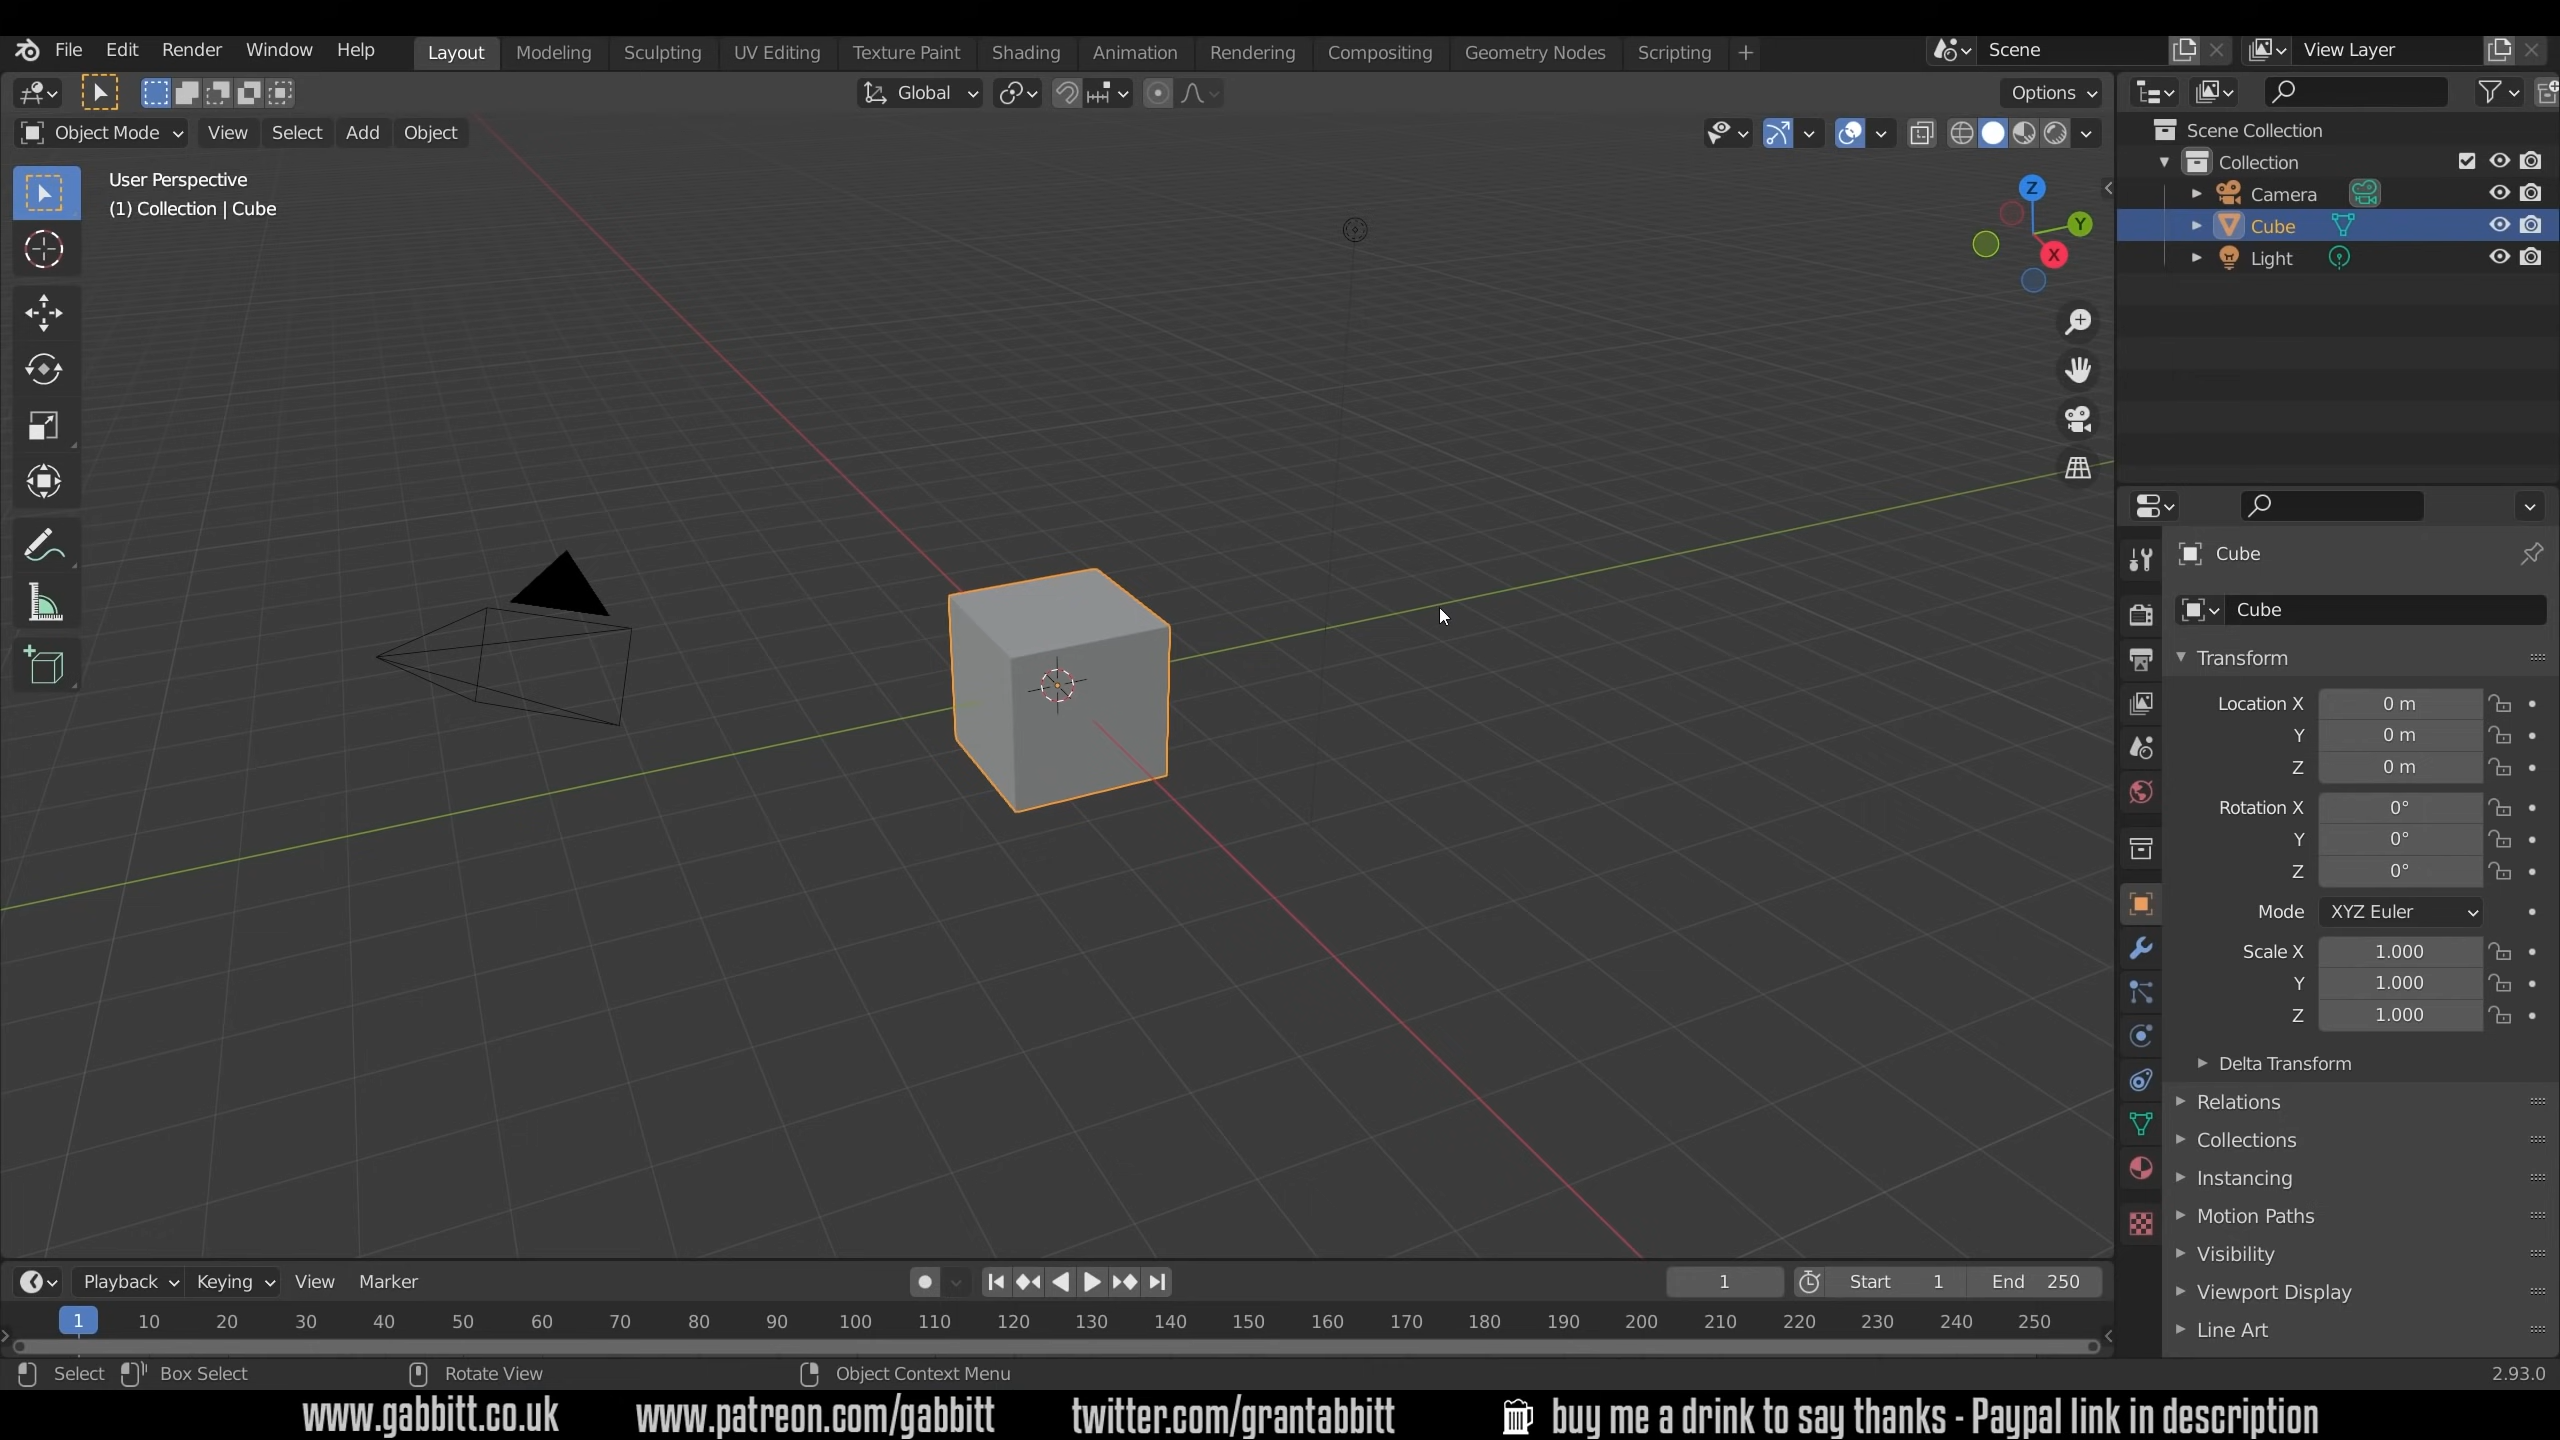 File Edit Render Window Help Layout Modeling Sculpting UV Editing Texture Paint Shading Animation Rendering Compositing Geometry Nodes Scripting + Scene View Layer
Global Options
Object Mode View Select Add Object
User Perspective
(1) Collection | Cube
Z
Y
X
Scene Collection
Collection
Camera
Cube
Light
Cube
Cube
Transform
Location X 0 m
Y 0 m
Z 0 m
Rotation X 0°
Y 0°
Z 0°
Mode XYZ Euler
Scale X 1.000
Y 1.000
Z 1.000
Delta Transform
Relations
Collections
Instancing
Motion Paths
Visibility
Viewport Display
Line Art
Playback Keying View Marker 1 Start 1 End 250
1 10 20 30 40 50 60 70 80 90 100 110 120 130 140 150 160 170 180 190 200 210 220 230 240 250
Select Box Select Rotate View Object Context Menu 2.93.0
www.gabbitt.co.uk www.patreon.com/gabbitt twitter.com/grantabbitt buy me a drink to say thanks - Paypal link in description